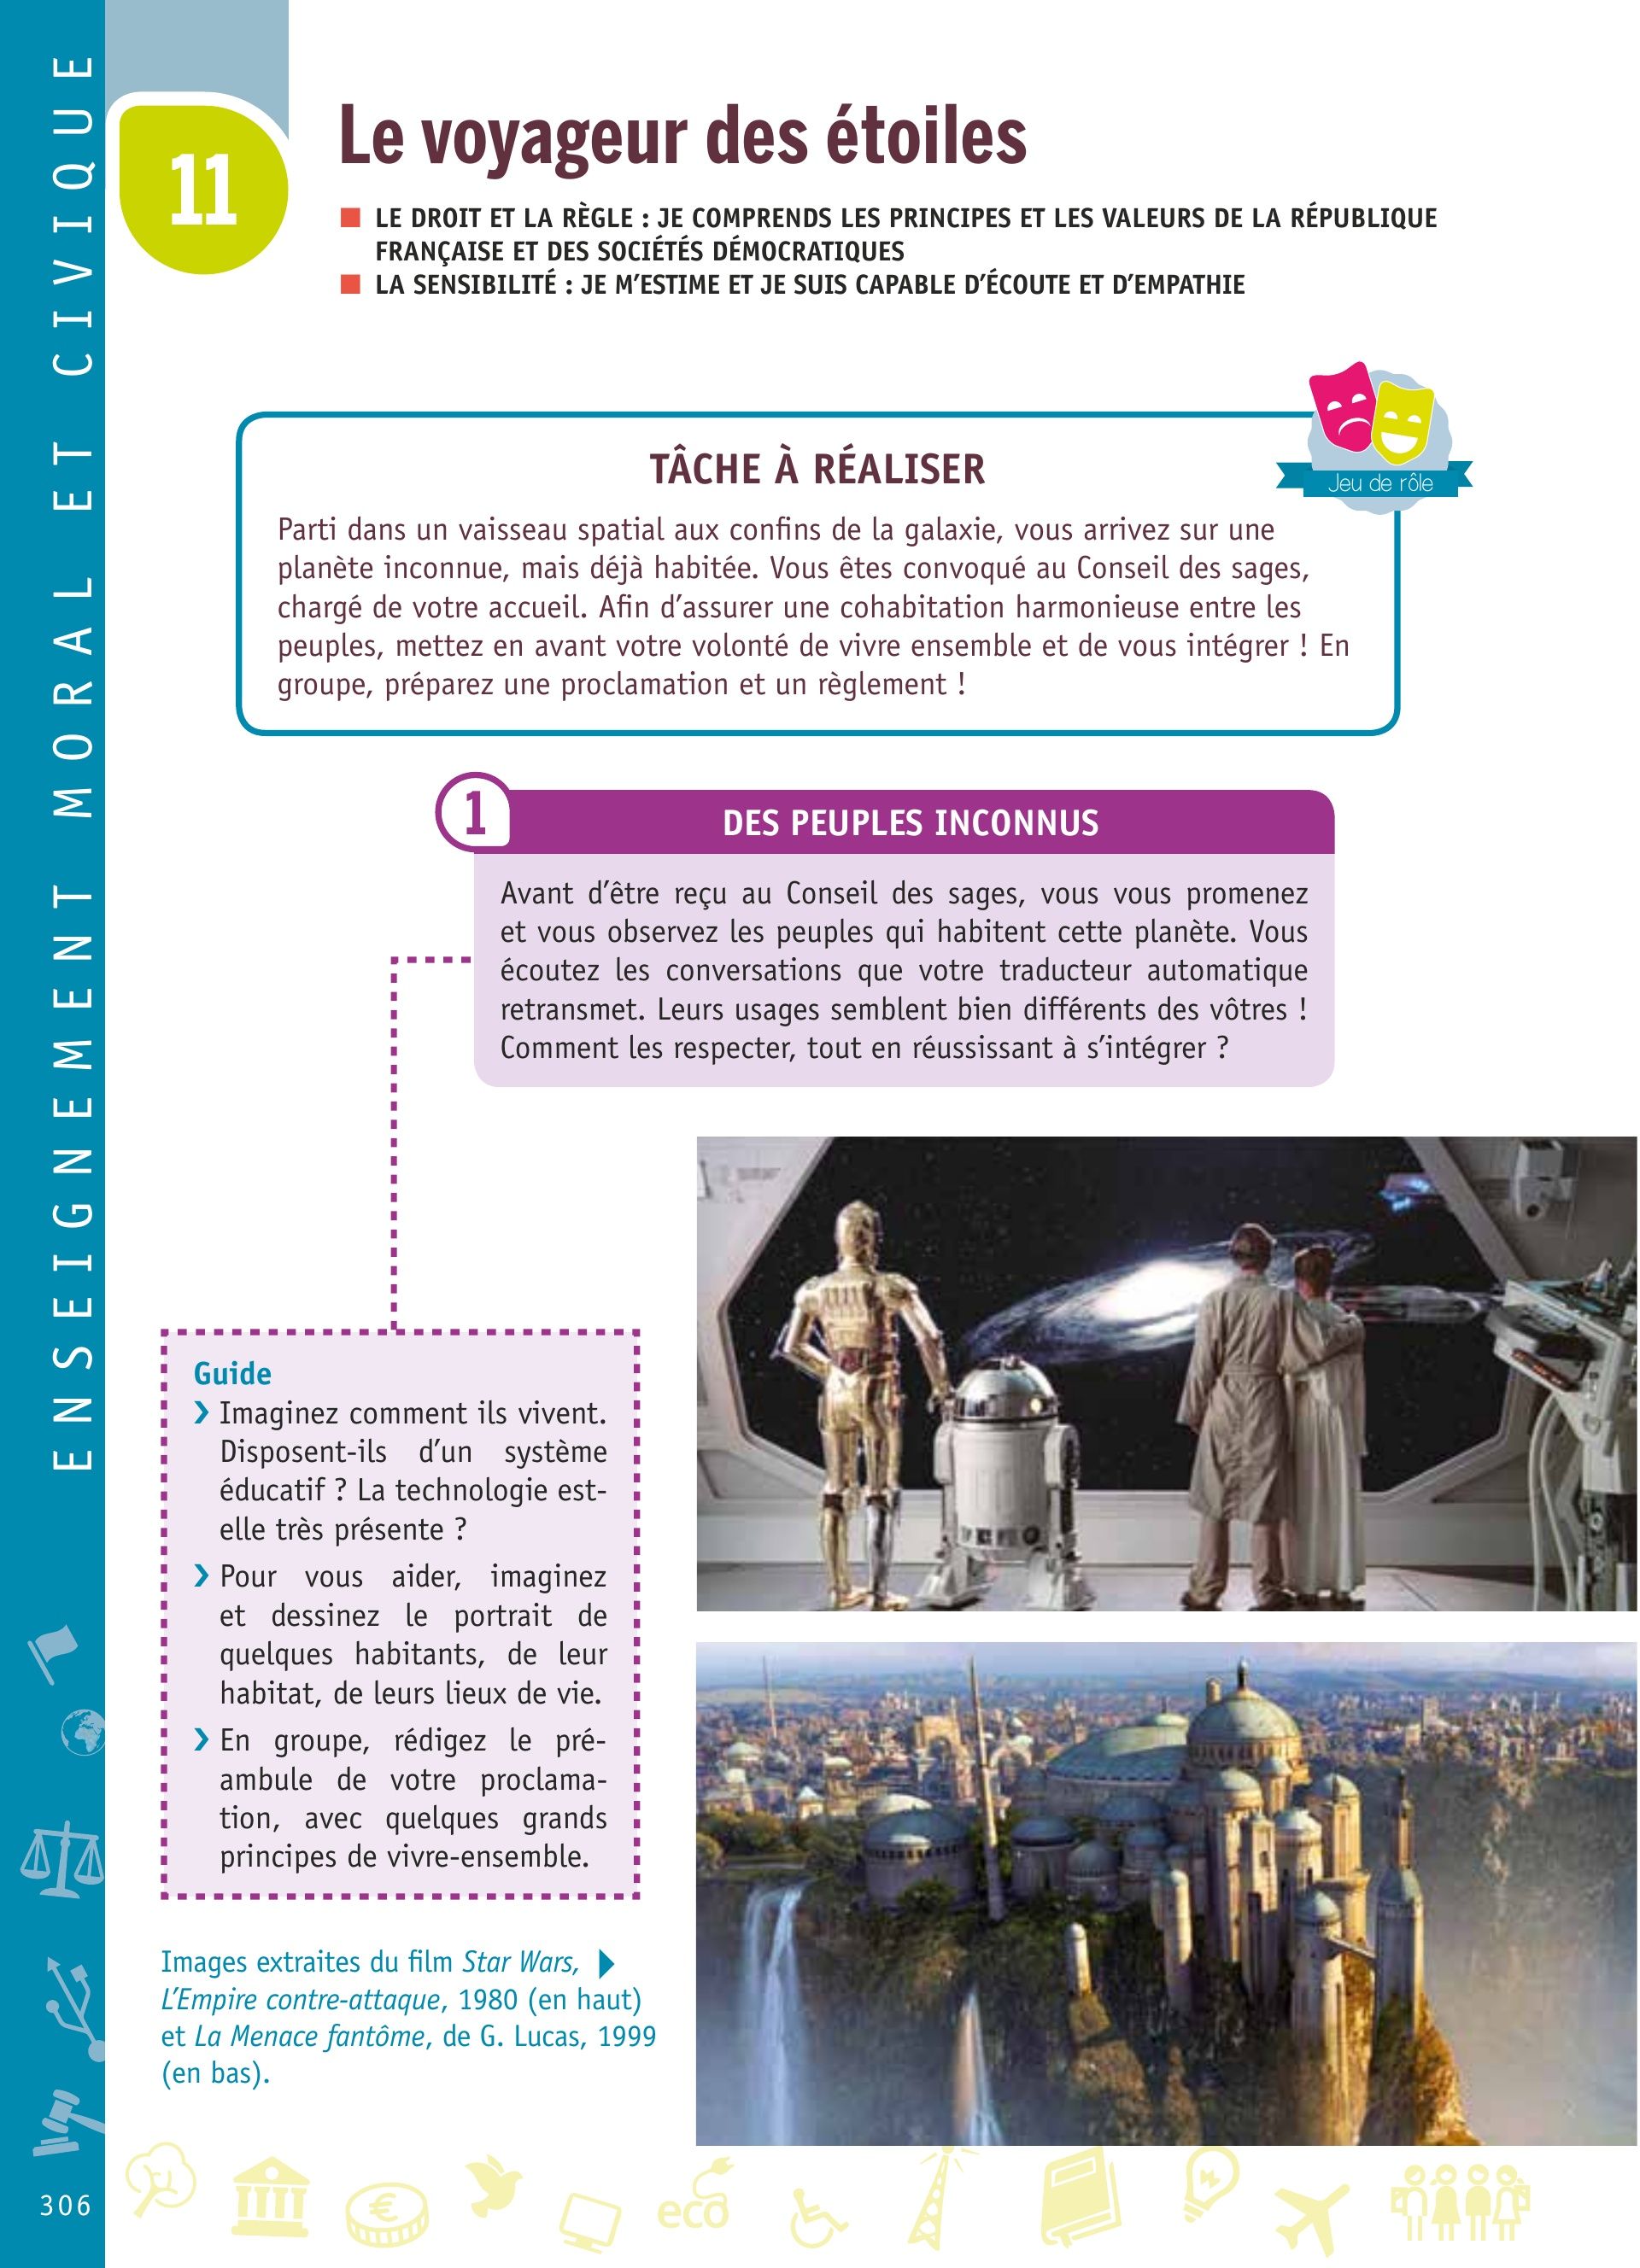 ENSEIGNEMENT MORAL ET CIVIQUE
11
Le voyageur des étoiles
LE DROIT ET LA RÈGLE : JE COMPRENDS LES PRINCIPES ET LES VALEURS DE LA RÉPUBLIQUE
FRANÇAISE ET DES SOCIÉTÉS DÉMOCRATIQUES
LA SENSIBILITÉ : JE M’ESTIME ET JE SUIS CAPABLE D’ÉCOUTE ET D’EMPATHIE
Jeu de rôle
TÂCHE À RÉALISER
Parti dans un vaisseau spatial aux confins de la galaxie, vous arrivez sur une
planète inconnue, mais déjà habitée. Vous êtes convoqué au Conseil des sages,
chargé de votre accueil. Afin d’assurer une cohabitation harmonieuse entre les
peuples, mettez en avant votre volonté de vivre ensemble et de vous intégrer ! En
groupe, préparez une proclamation et un règlement !
1
DES PEUPLES INCONNUS
Avant d’être reçu au Conseil des sages, vous vous promenez
et vous observez les peuples qui habitent cette planète. Vous
écoutez les conversations que votre traducteur automatique
retransmet. Leurs usages semblent bien différents des vôtres !
Comment les respecter, tout en réussissant à s’intégrer ?
Guide
› Imaginez comment ils vivent.
Disposent-ils d’un système
éducatif ? La technologie est-
elle très présente ?
› Pour vous aider, imaginez
et dessinez le portrait de
quelques habitants, de leur
habitat, de leurs lieux de vie.
› En groupe, rédigez le pré-
ambule de votre proclama-
tion, avec quelques grands
principes de vivre-ensemble.
Images extraites du film Star Wars,
L’Empire contre-attaque, 1980 (en haut)
et La Menace fantôme, de G. Lucas, 1999
(en bas).
306
€
eco